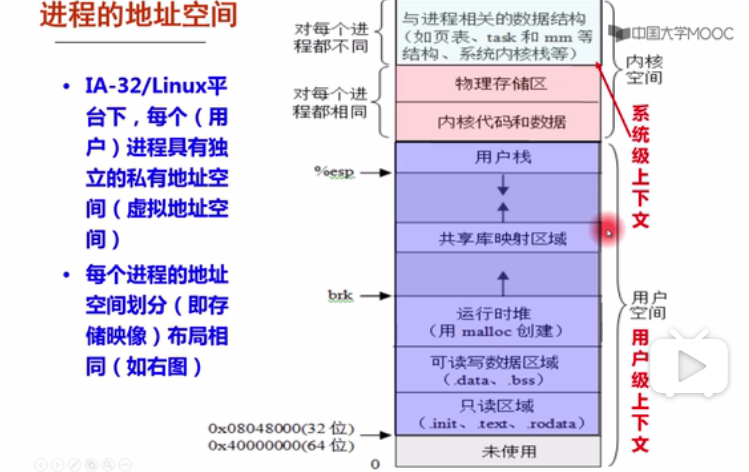 进程的地址空间
• IA-32/Linux平
台下，每个（用
户）进程具有独
立的私有地址空
间（虚拟地址空
间）
• 每个进程的地址
空间划分（即存
储映像）布局相
同（如右图）
对每个进
程都不同
与进程相关的数据结构
（如页表、task 和 mm 等
结构、系统内核栈等）
中国大学MOOC
内核
空间
对每个进
程都相同
物理存储区
内核代码和数据
系统级上下文
用户栈
%esp
共享库映射区域
brk
运行时堆
（用 malloc 创建）
用户
空间
用户级上下文
可读写数据区域
（.data、.bss）
只读区域
（.init、.text、.rodata）
0x08048000(32 位)
0x40000000(64 位)
未使用
0